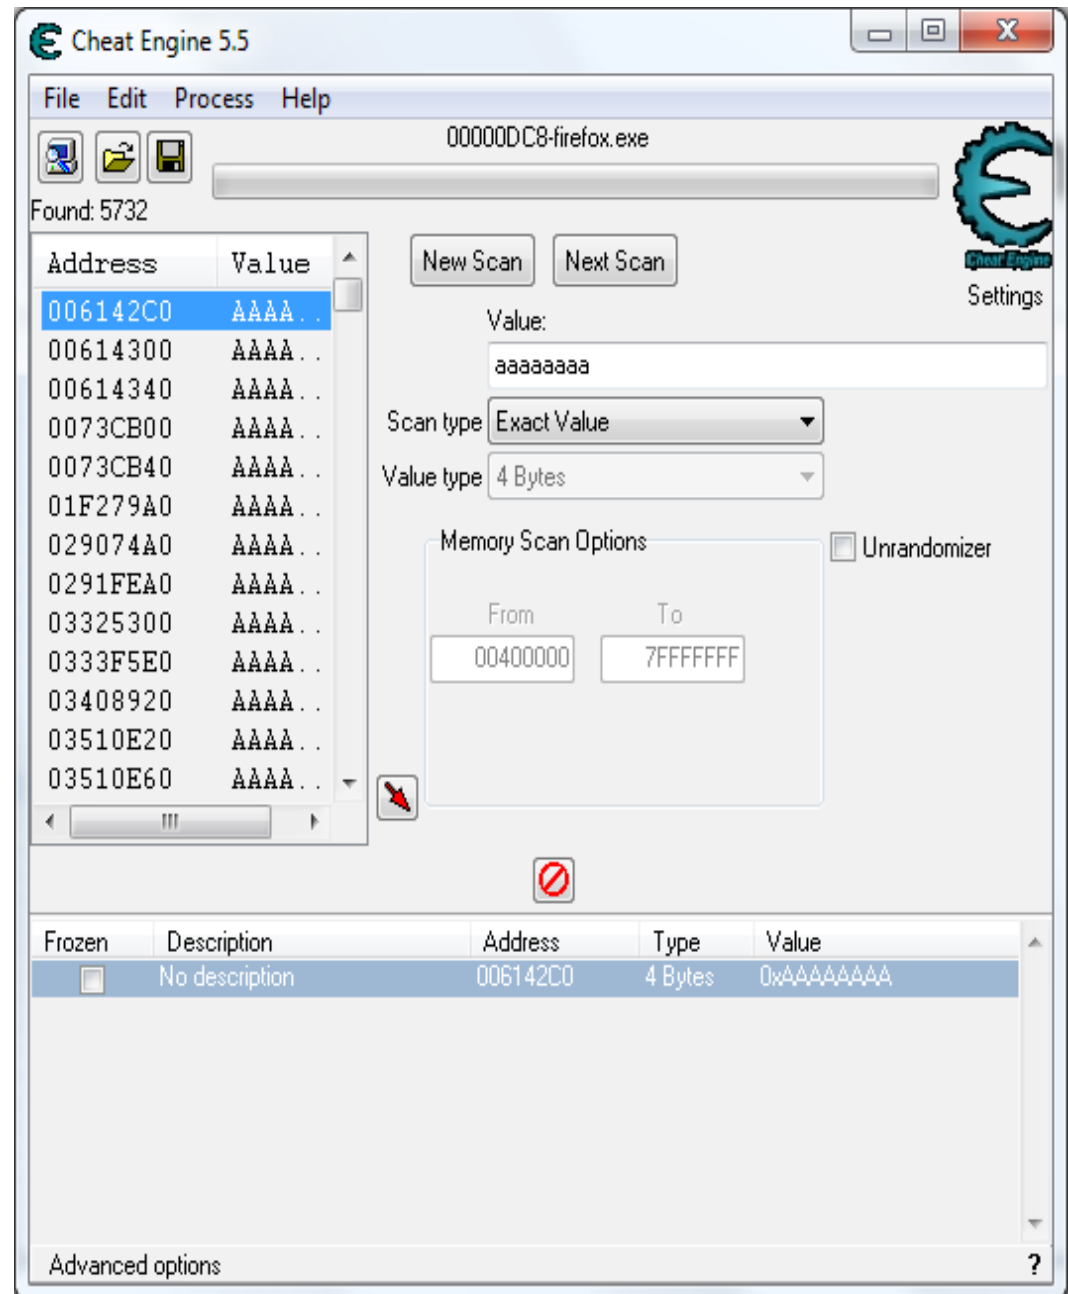 Cheat Engine 5.5
File Edit Process Help
00000DC8-firefox.exe
Found: 5732
Address Value
006142C0 AAAA..
00614300 AAAA..
00614340 AAAA..
0073CB00 AAAA..
0073CB40 AAAA..
01F279A0 AAAA..
029074A0 AAAA..
0291FEA0 AAAA..
03325300 AAAA..
0333F5E0 AAAA..
03408920 AAAA..
03510E20 AAAA..
03510E60 AAAA..
New Scan Next Scan
Cheat Engine
Settings
Value:
aaaaaaaa
Scan type Exact Value
Value type 4 Bytes
Memory Scan Options
Unrandomizer
From To
00400000 7FFFFFFF
Frozen Description Address Type Value
No description 006142C0 4 Bytes 0xAAAAAAAA
Advanced options ?